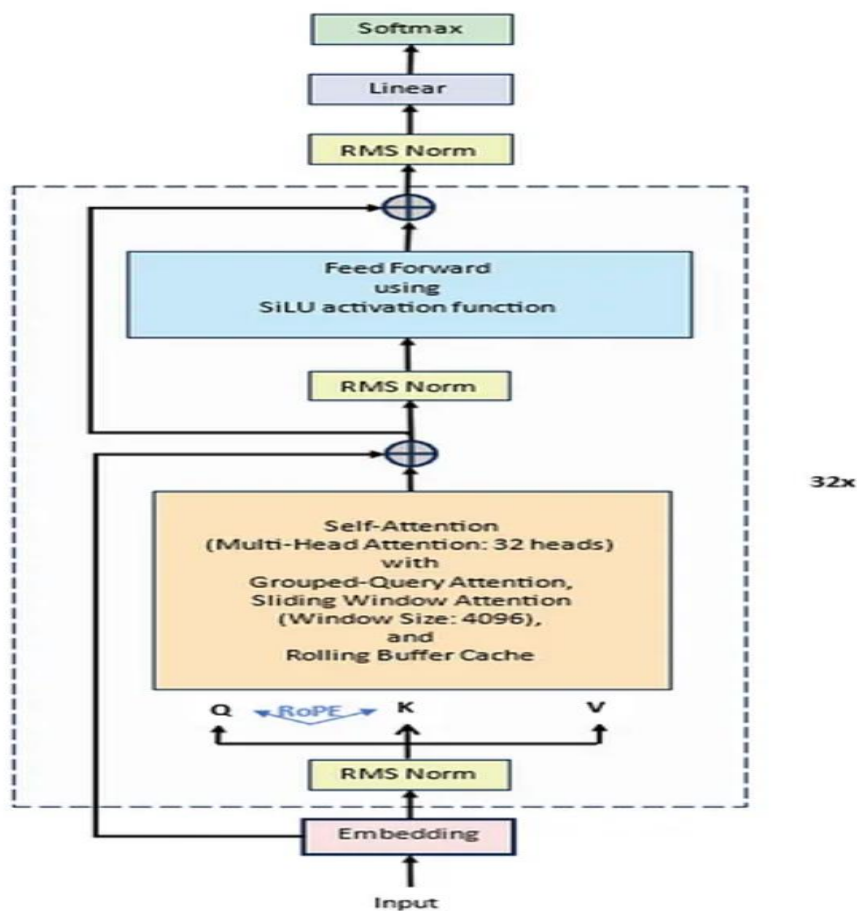 Softmax
Linear
RMS Norm
Feed Forward
using
SiLU activation function
RMS Norm
32x
Self-Attention
(Multi-Head Attention: 32 heads)
with
Grouped-Query Attention,
Sliding Window Attention
(Window Size: 4096),
and
Rolling Buffer Cache
Q RoPE K V
RMS Norm
Embedding
Input